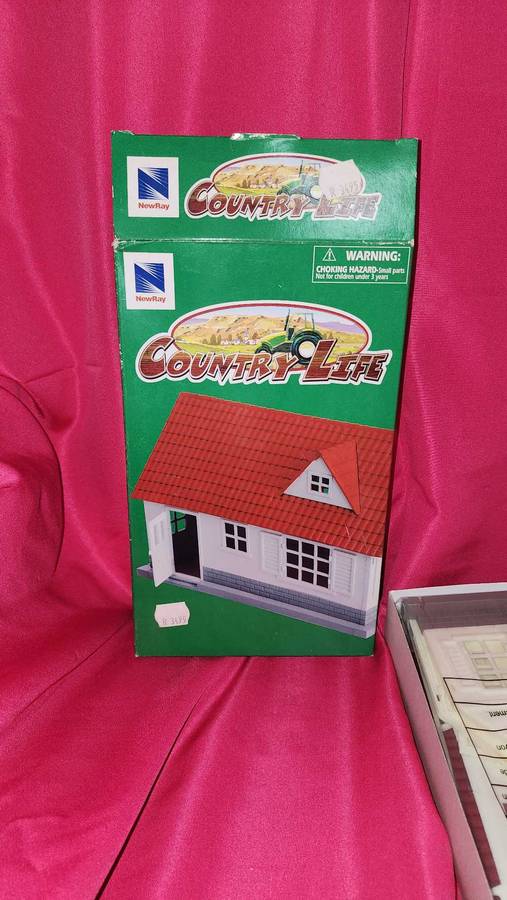 NewRay
COUNTRY LIFE
NewRay
WARNING:
CHOKING HAZARD-Small parts
Not for children under 3 years
COUNTRY LIFE